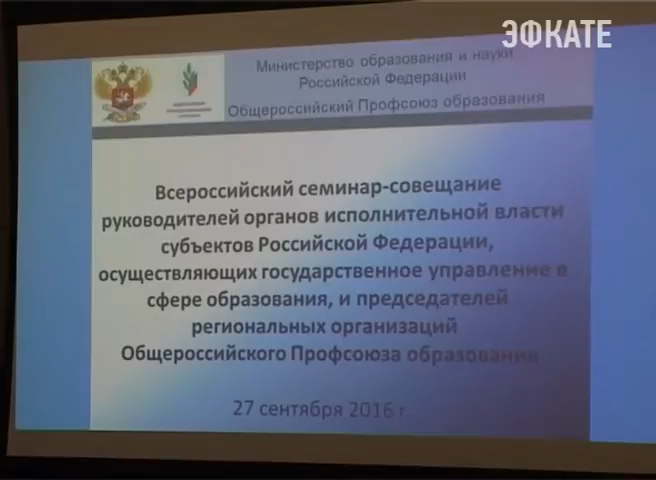 ЭФКАТЕ
Министерство образования и науки
Российской Федерации
Общероссийский Профсоюз образования
Всероссийский семинар-совещание
руководителей органов исполнительной власти
субъектов Российской Федерации,
осуществляющих государственное управление в
сфере образования, и председателей
региональных организаций
Общероссийского Профсоюза образования
27 сентября 2016 г.